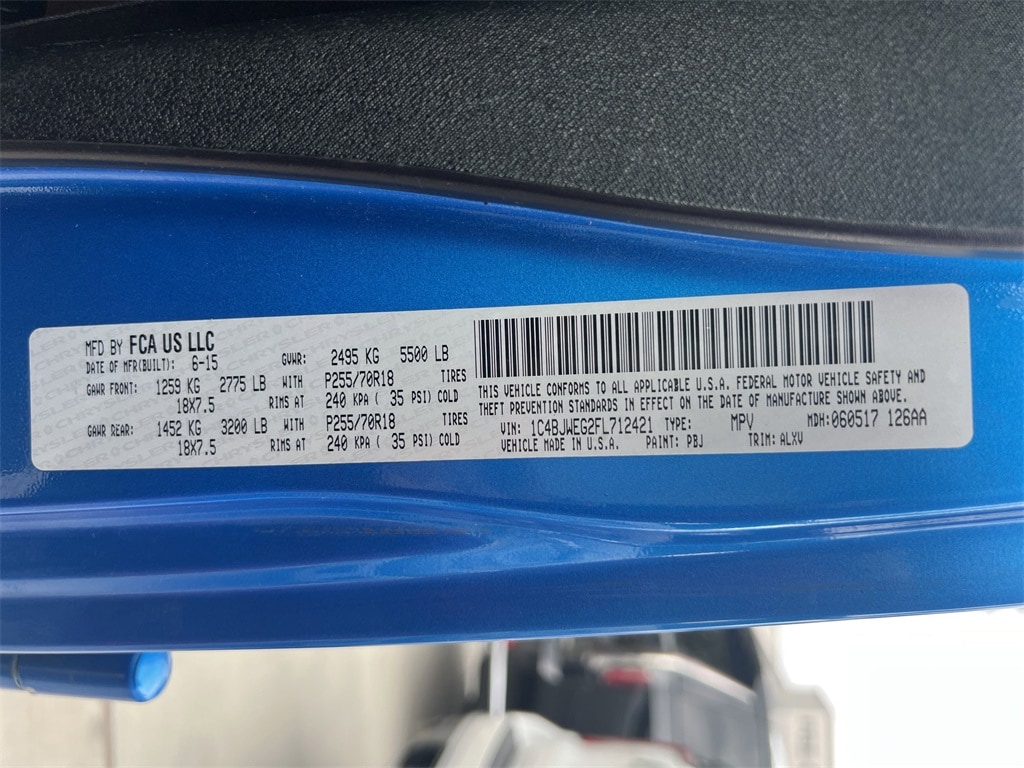 MFD BY FCA US LLC
DATE OF MFR(BUILT): 6-15
GVWR: 2495 KG 5500 LB
GAWR FRONT: 1259 KG 2775 LB WITH P255/70R18 TIRES
18X7.5 RIMS AT 240 KPA ( 35 PSI) COLD
GAWR REAR: 1452 KG 3200 LB WITH P255/70R18 TIRES
18X7.5 RIMS AT 240 KPA ( 35 PSI) COLD
THIS VEHICLE CONFORMS TO ALL APPLICABLE U.S.A. FEDERAL MOTOR VEHICLE SAFETY AND
THEFT PREVENTION STANDARDS IN EFFECT ON THE DATE OF MANUFACTURE SHOWN ABOVE.
VIN: 1C4BJWEG2FL712421 TYPE: MPV MDH:060517 126AA
VEHICLE MADE IN U.S.A. PAINT: PBJ TRIM: ALXV